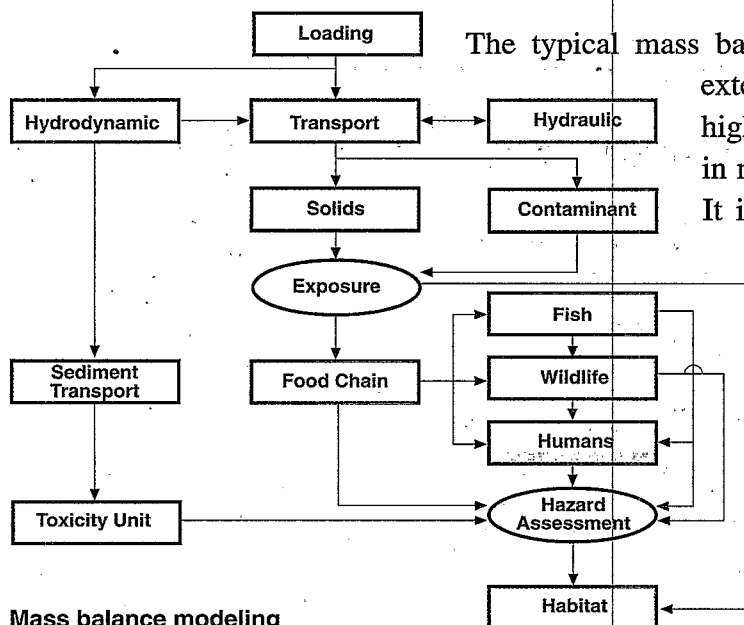 Loading
The typical mass ba
exte
Hydrodynamic
Transport
Hydraulic
high
in r
Solids
Contaminant
It i
Exposure
Fish
Sediment
Transport
Food Chain
Wildlife
Humans
Toxicity Unit
Hazard
Assessment
Habitat
Mass balance modeling